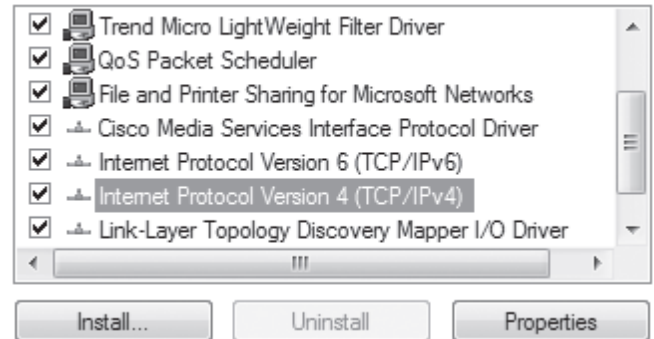 Trend Micro LightWeight Filter Driver
QoS Packet Scheduler
File and Printer Sharing for Microsoft Networks
Cisco Media Services Interface Protocol Driver
Internet Protocol Version 6 (TCP/IPv6)
Internet Protocol Version 4 (TCP/IPv4)
Link-Layer Topology Discovery Mapper I/O Driver
Install... Uninstall Properties